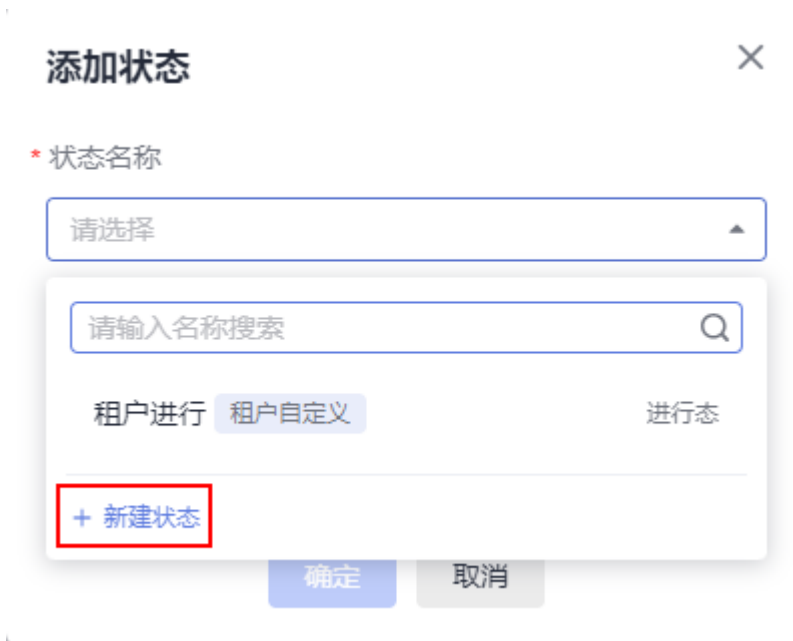 添加状态
* 状态名称
请选择
请输入名称搜索
租户进行 租户自定义 进行态
+ 新建状态
确定 取消